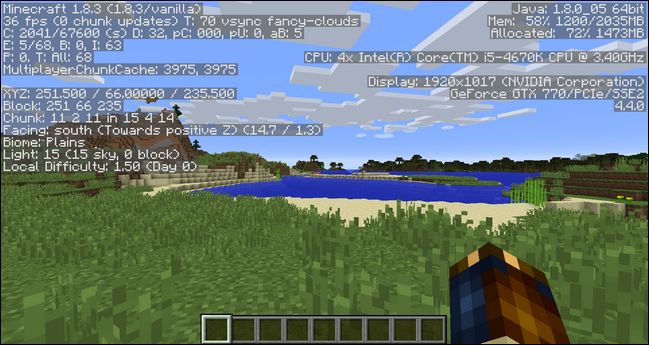 Minecraft 1.8.3 (1.8.3/vanilla)
36 fps (0 chunk updates) T: 70 vsync fancy-clouds
C: 2041/67600 (s) D: 32, pC: 000, pU: 0, aB: 5
E: 5/68, B: 0, I: 63
P: 0, T: All: 68
MultiplayerChunkCache: 3975, 3975
XYZ: 251.500 / 66.00000 / 235.500
Block: 251 66 235
Chunk: 11 2 11 in 15 4 14
Facing: south (Towards positive Z) (14.7 / 1.3)
Biome: Plains
Light: 15 (15 sky, 0 block)
Local Difficulty: 1.50 (Day 0)
Java: 1.8.0_05 64bit
Mem: 58% 1200/2035MB
Allocated: 72% 1473MB
CPU: 4x Intel(R) Core(TM) i5-4670K CPU @ 3.40GHz
Display: 1920x1017 (NVIDIA Corporation)
GeForce GTX 770/PCIe/SSE2
4.4.0